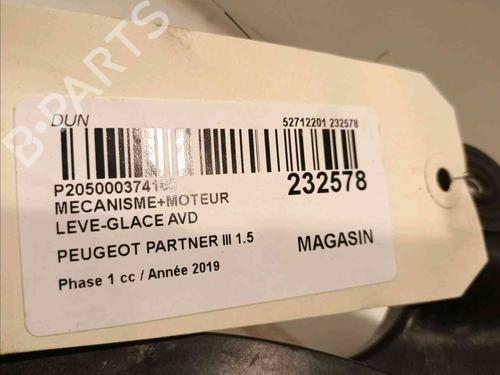 B-PARTS
DUN 52712201 232578
232578
MECANISME+MOTEUR
LEVE-GLACE AVD
PEUGEOT PARTNER III 1.5 MAGASIN
Phase 1 cc / Année 2019